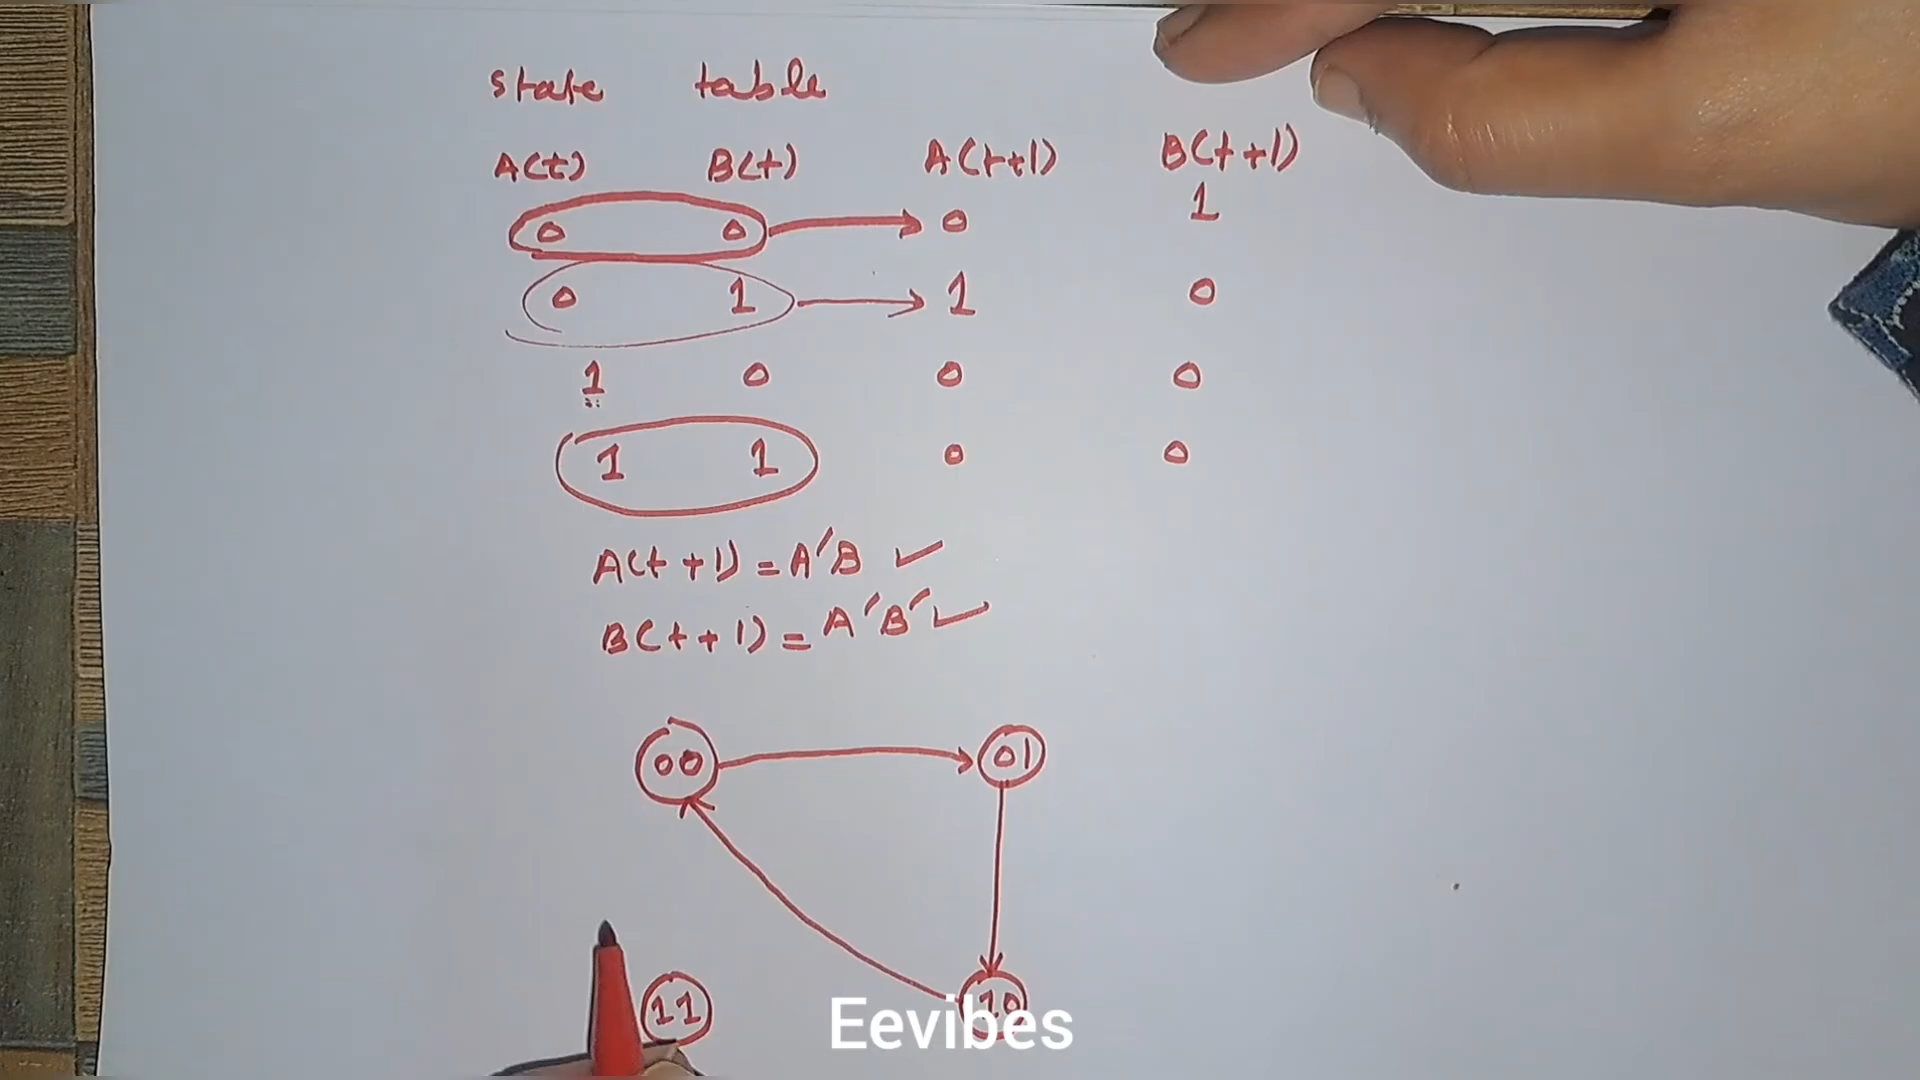 state table
A(t) B(t) A(t+1) B(t+1)
0 0 0 1
0 1 1 0
1 0 0 0
1 1 0 0
A(t+1) = A'B ✓
B(t+1) = A'B' ✓
00 01
11 10
Eevibes